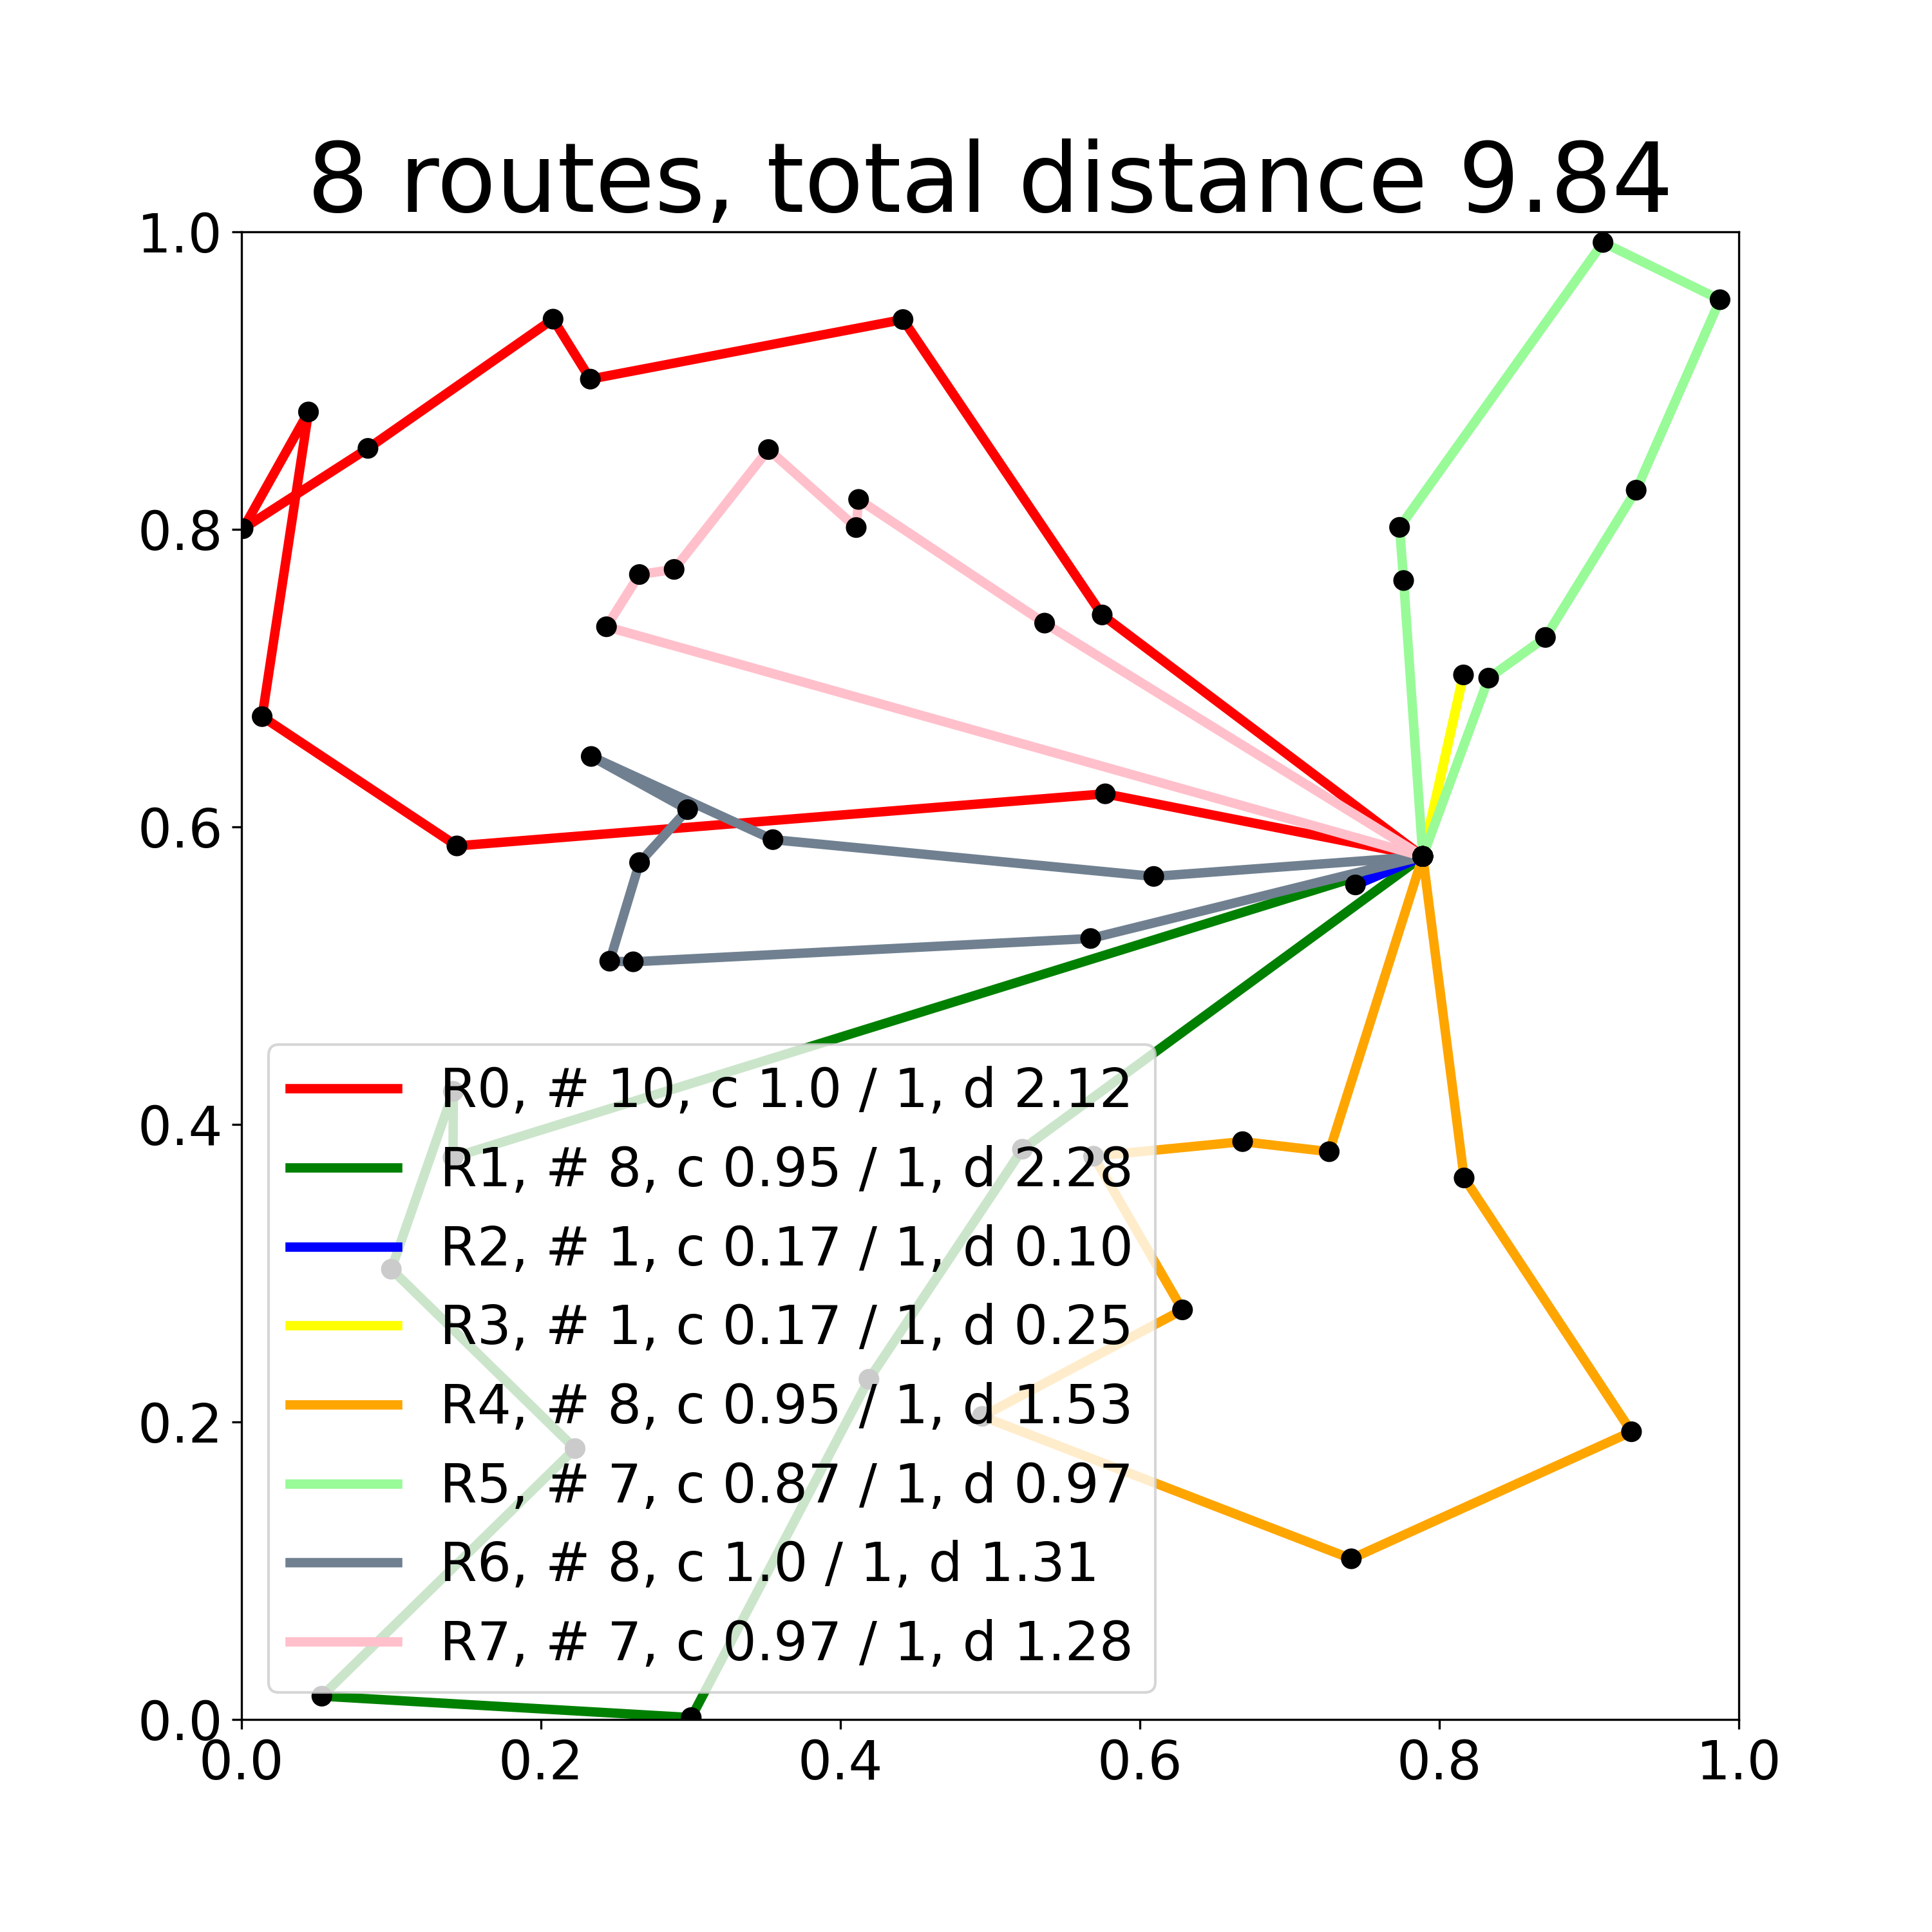 8 routes, total distance 9.84
1.0
0.8
0.6
0.4
0.2
0.0
R0, # 10, c 1.0 / 1, d 2.12
R1, # 8, c 0.95 / 1, d 2.28
R2, # 1, c 0.17 / 1, d 0.10
R3, # 1, c 0.17 / 1, d 0.25
R4, # 8, c 0.95 / 1, d 1.53
R5, # 7, c 0.87 / 1, d 0.97
R6, # 8, c 1.0 / 1, d 1.31
R7, # 7, c 0.97 / 1, d 1.28
0.0 0.2 0.4 0.6 0.8 1.0